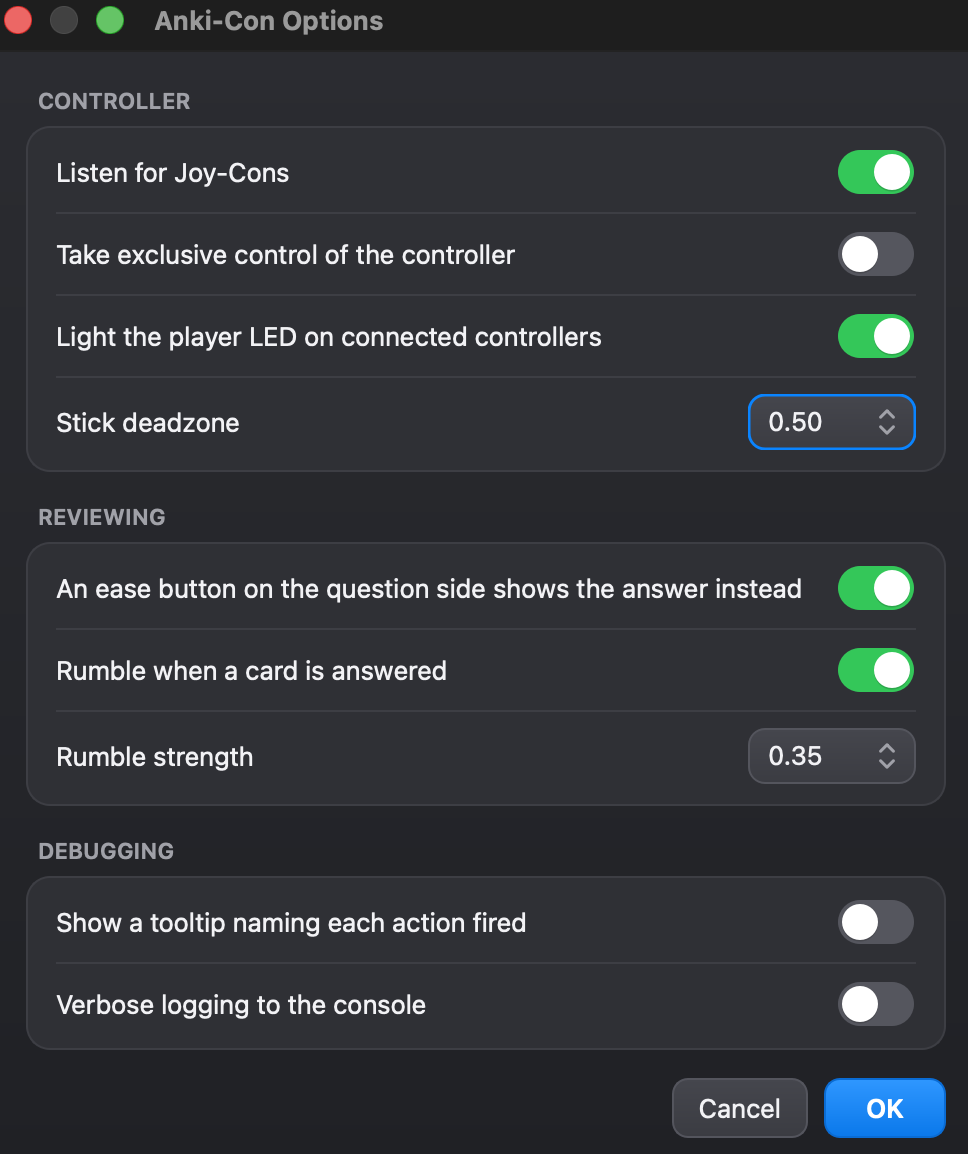 Anki-Con Options
CONTROLLER
Listen for Joy-Cons
Take exclusive control of the controller
Light the player LED on connected controllers
Stick deadzone 0.50
REVIEWING
An ease button on the question side shows the answer instead
Rumble when a card is answered
Rumble strength 0.35
DEBUGGING
Show a tooltip naming each action fired
Verbose logging to the console
Cancel OK